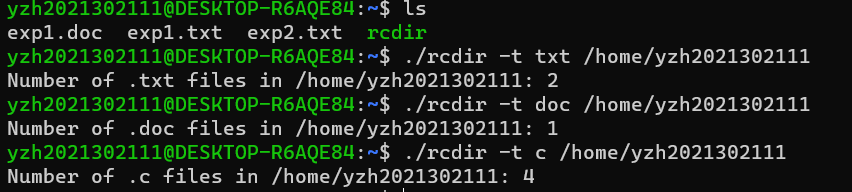 yzh2021302111@DESKTOP-R6AQE84:~$ ls
exp1.doc  exp1.txt  exp2.txt  rcdir
yzh2021302111@DESKTOP-R6AQE84:~$ ./rcdir -t txt /home/yzh2021302111
Number of .txt files in /home/yzh2021302111: 2
yzh2021302111@DESKTOP-R6AQE84:~$ ./rcdir -t doc /home/yzh2021302111
Number of .doc files in /home/yzh2021302111: 1
yzh2021302111@DESKTOP-R6AQE84:~$ ./rcdir -t c /home/yzh2021302111
Number of .c files in /home/yzh2021302111: 4